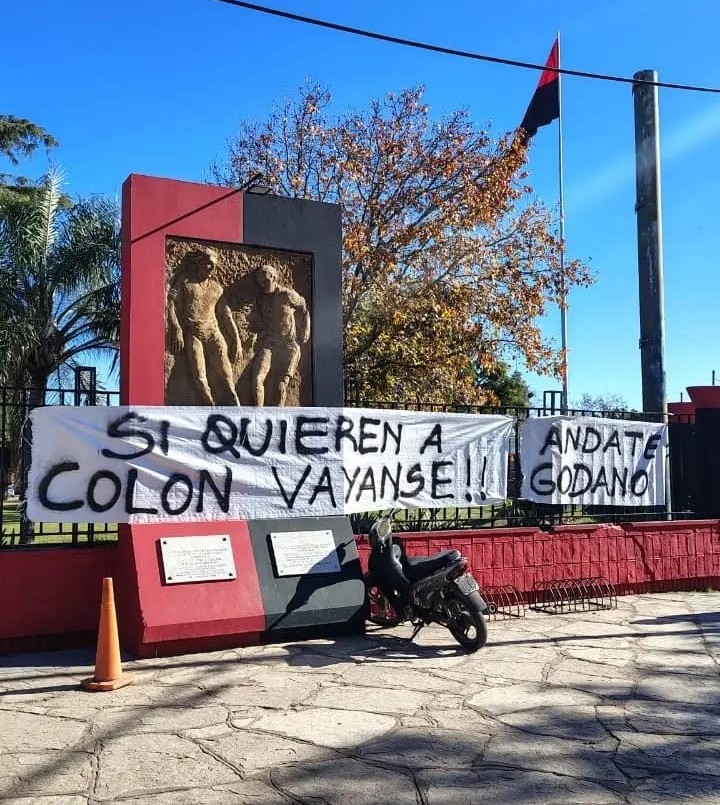 SI QUIEREN A
COLON VAYANSE!!
ANDATE
GODANO